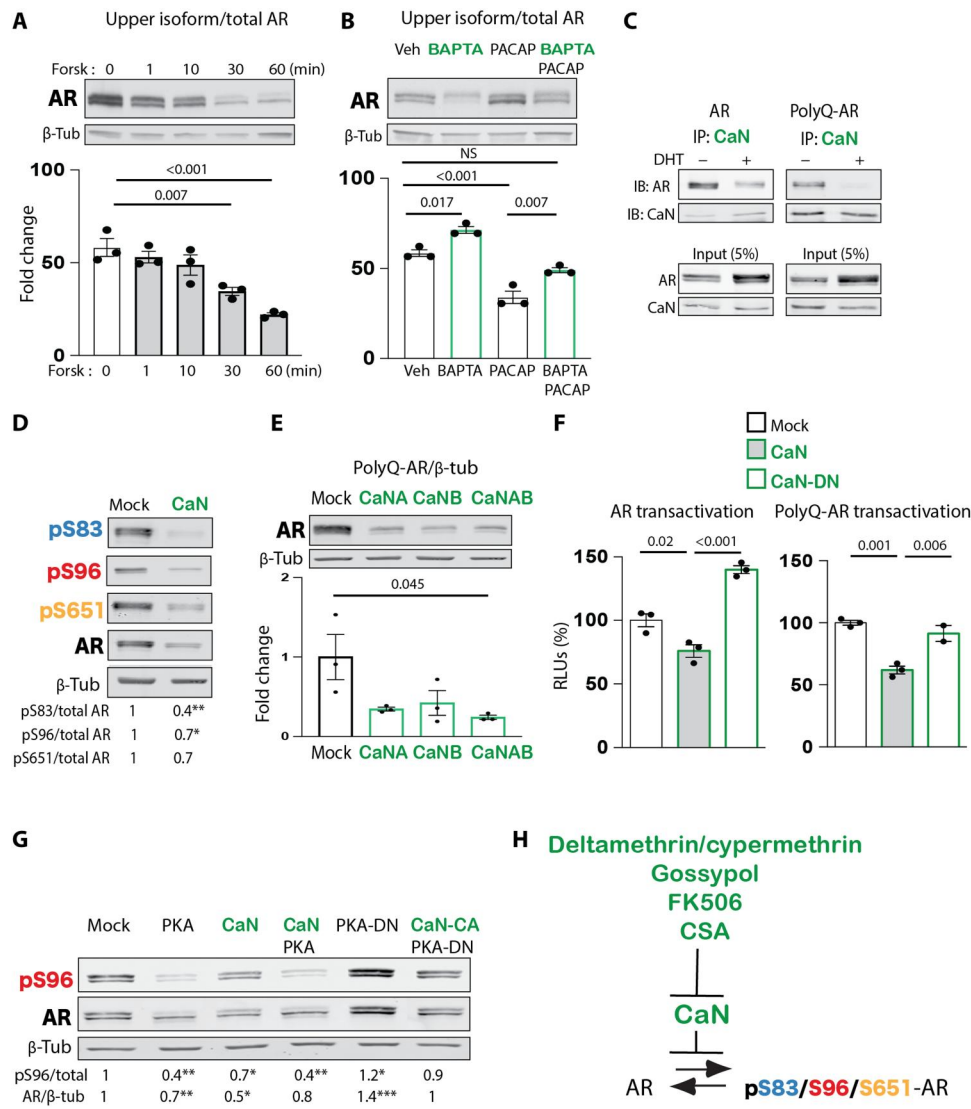 A
Upper isoform/total AR
Forsk : 0 1 10 30 60 (min)
AR
β-Tub
100
50
0
Fold change
<0.001
0.007
Forsk : 0 1 10 30 60 (min)
B
Upper isoform/total AR
Veh BAPTA PACAP BAPTA
PACAP
AR
β-Tub
NS
<0.001
0.017 0.007
100
50
0
Veh BAPTA PACAP BAPTA
PACAP
C
AR PolyQ-AR
IP: CaN IP: CaN
DHT − + − +
IB: AR
IB: CaN
Input (5%) Input (5%)
AR
CaN
D
Mock CaN
pS83
pS96
pS651
AR
β-Tub
pS83/total AR 1 0.4**
pS96/total AR 1 0.7*
pS651/total AR 1 0.7
E
PolyQ-AR/β-tub
Mock CaNA CaNB CaNAB
AR
β-Tub
2
1
0
Fold change
0.045
Mock CaNA CaNB CaNAB
F
Mock
CaN
CaN-DN
AR transactivation
PolyQ-AR transactivation
RLUs (%)
150
100
50
0
0.02 <0.001
150
100
50
0
0.001 0.006
G
Mock PKA CaN CaN PKA-DN CaN-CA
PKA PKA-DN
pS96
AR
β-Tub
pS96/total 1 0.4** 0.7* 0.4** 1.2* 0.9
AR/β-tub 1 0.7** 0.5* 0.8 1.4*** 1
H
Deltamethrin/cypermethrin
Gossypol
FK506
CSA
CaN
AR pS83/S96/S651-AR